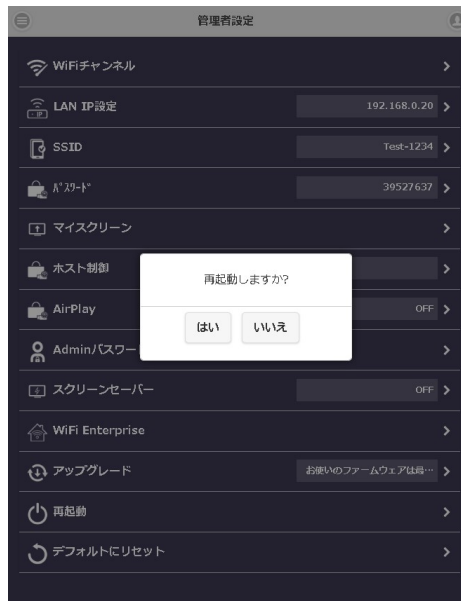 管理者設定
WiFiチャンネル
LAN IP設定 192.168.0.20
SSID Test-1234
パスワード 39527637
マイスクリーン
ホスト制御
再起動しますか?
AirPlay OFF
はい いいえ
Adminパスワー
スクリーンセーバー OFF
WiFi Enterprise
アップグレード お使いのファームウェアは…
再起動
デフォルトにリセット